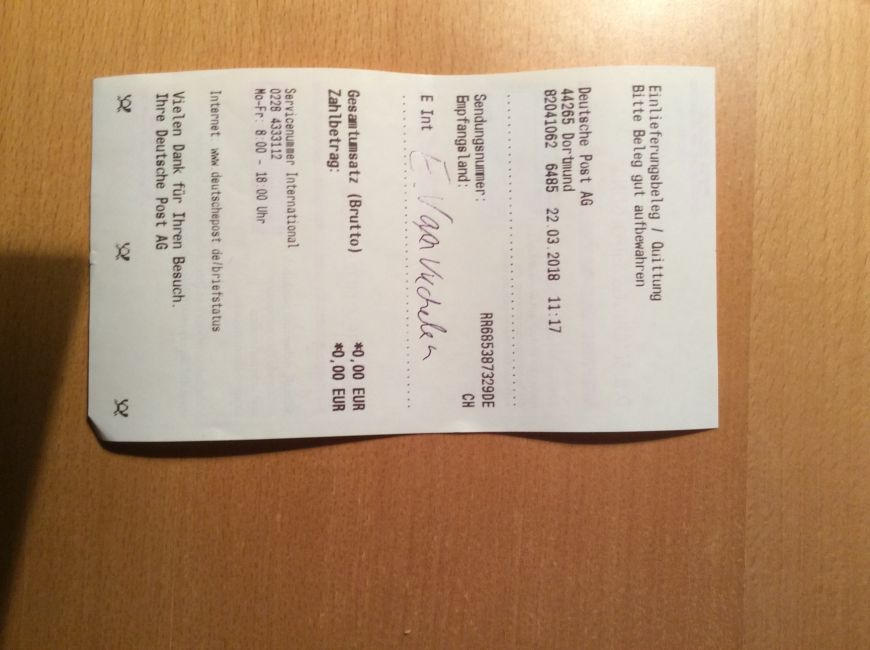 Einlieferungsbeleg / Quittung
Bitte Beleg gut aufbewahren
Deutsche Post AG
44265 Dortmund
82041062 6485 22.03.2018 11:17
Sendungsnummer: RR685387329DE
Empfangsland: CH
E Int
E.
Gesamtumsatz (Brutto) *0,00 EUR
Zahlbetrag: *0,00 EUR
Servicenummer International
0228 4333112
Mo-Fr: 8:00 - 18:00 Uhr
Internet www.deutschepost.de/briefstatus
Vielen Dank für Ihren Besuch.
Ihre Deutsche Post AG